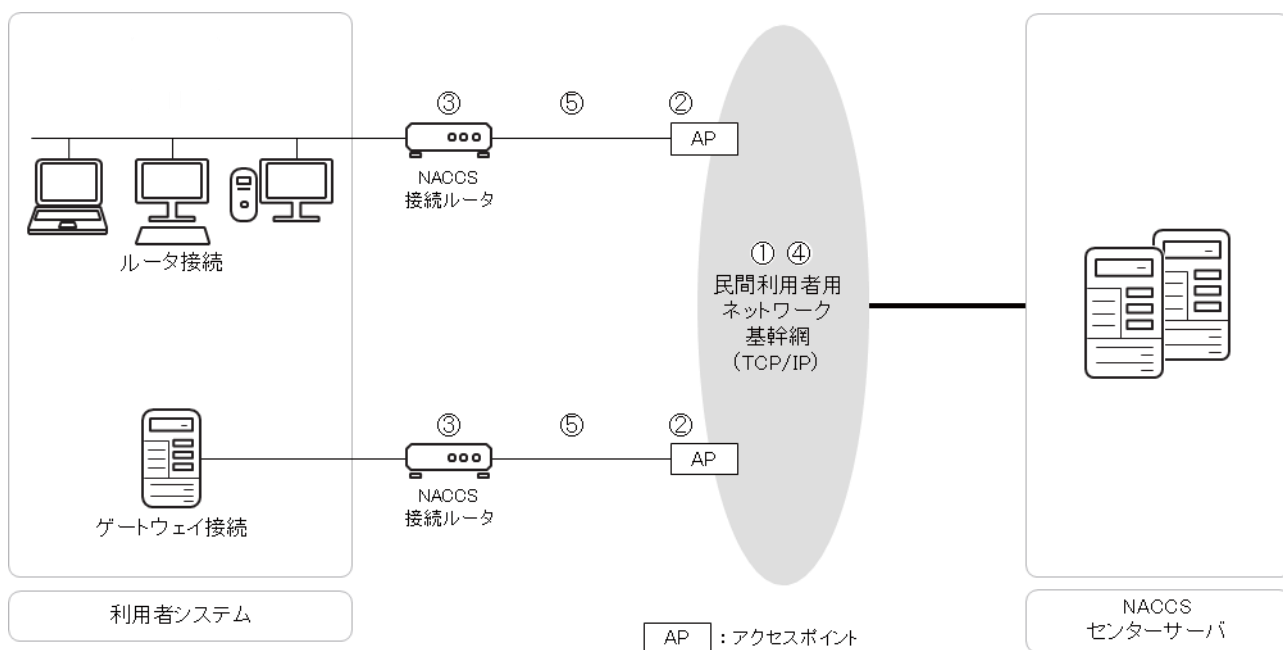 ③
⑤
②
AP
NACCS
接続ルータ
ルータ接続
① ④
民間利用者用
ネットワーク
基幹網
(TCP/IP)
③
⑤
②
AP
NACCS
接続ルータ
ゲートウェイ接続
利用者システム
NACCS
センターサーバ
AP：アクセスポイント